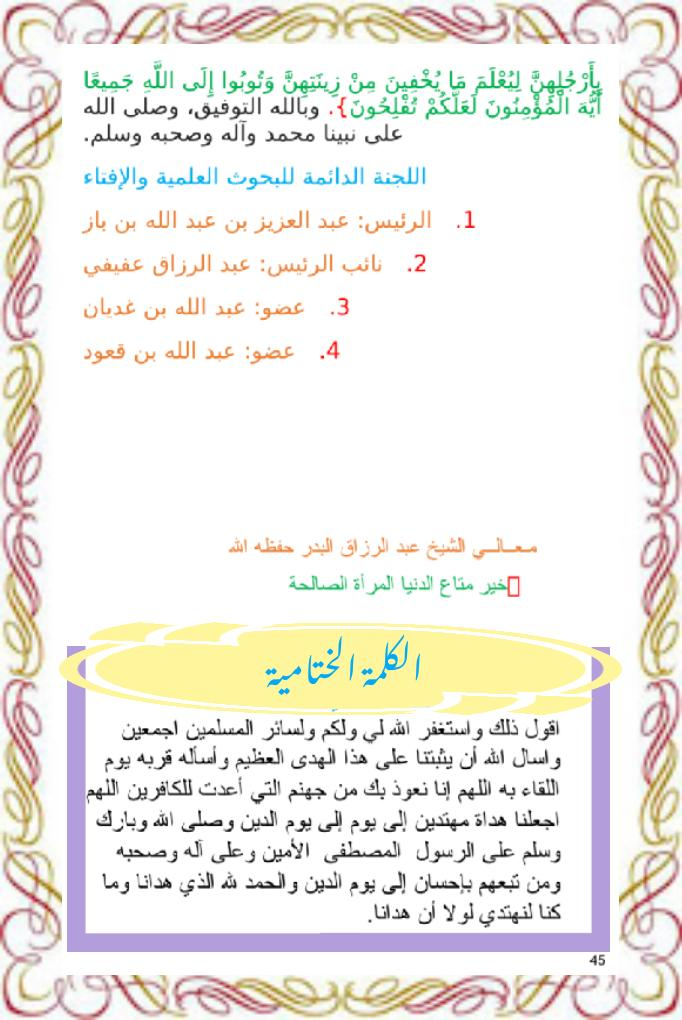 بِأَرْجُلِهِنَّ لِيُعْلَمَ مَا يُخْفِينَ مِنْ زِينَتِهِنَّ وَتُوبُوا إِلَى اللَّهِ جَمِيعًا
أَيُّهَ الْمُؤْمِنُونَ لَعَلَّكُمْ تُفْلِحُونَ}. وبالله التوفيق، وصلى الله
على نبينا محمد وآله وصحبه وسلم.
اللجنة الدائمة للبحوث العلمية والإفتاء
1. الرئيس: عبد العزيز بن عبد الله بن باز
2. نائب الرئيس: عبد الرزاق عفيفي
3. عضو: عبد الله بن غديان
4. عضو: عبد الله بن قعود
معـالـي الشيخ عبد الرزاق البدر حفظه الله
خير متاع الدنيا المرأة الصالحة
الكلمة الختامية
اقول ذلك واستغفر الله لي ولكم ولسائر المسلمين اجمعين
واسال الله أن يثبتنا على هذا الهدى العظيم وأسأله قربه يوم
اللقاء به اللهم إنا نعوذ بك من جهنم التي أعدت للكافرين اللهم
اجعلنا هداة مهتدين إلى يوم إلى يوم الدين وصلى الله وبارك
وسلم على الرسول المصطفى الأمين وعلى آله وصحبه
ومن تبعهم بإحسان إلى يوم الدين والحمد لله الذي هدانا وما
كنا لنهتدي لولا أن هدانا.
45